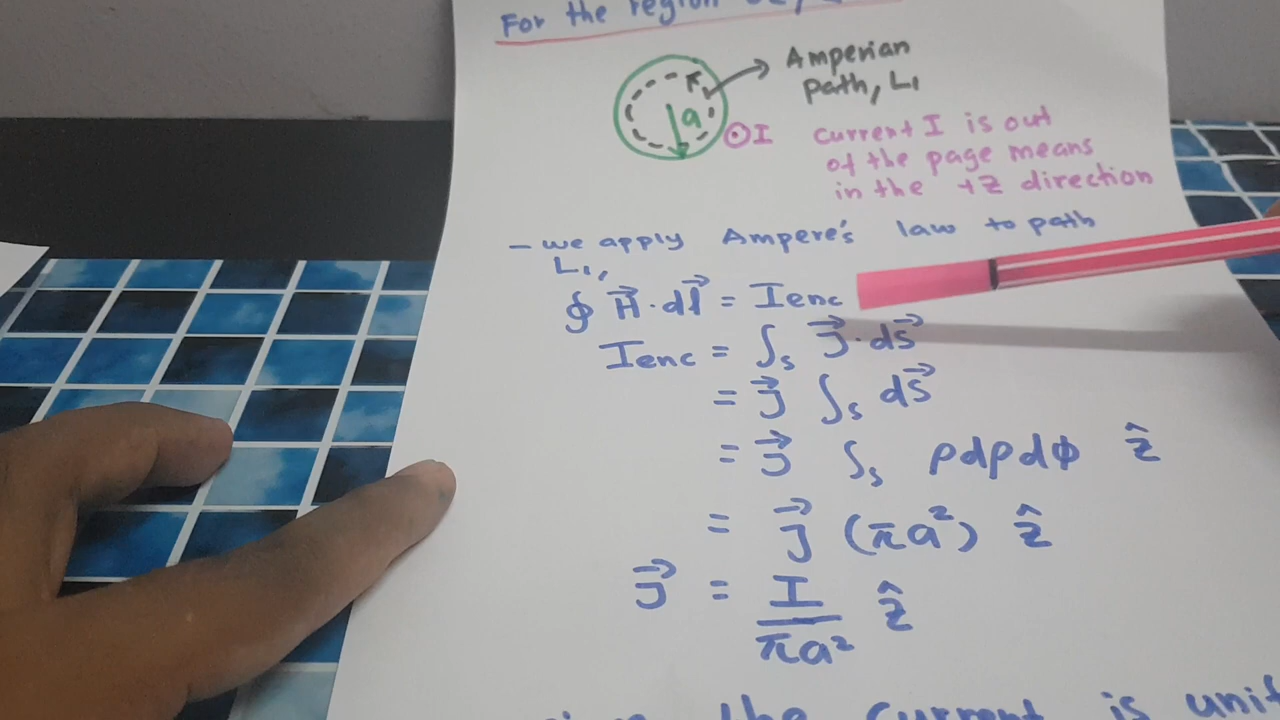 For the region
a
Amperian
path, L₁
⊙I
current I is out
of the page means
in the +z direction
- we apply Ampere's law to path
L₁,
∮ H⃗ · dl⃗ = Ienc
Ienc = ∫s J⃗ · ds⃗
= J⃗ ∫s ds⃗
= J⃗ ∫s ρdρdφ ẑ
= J⃗ (πa²) ẑ
J⃗ = I/πa² ẑ
the current is